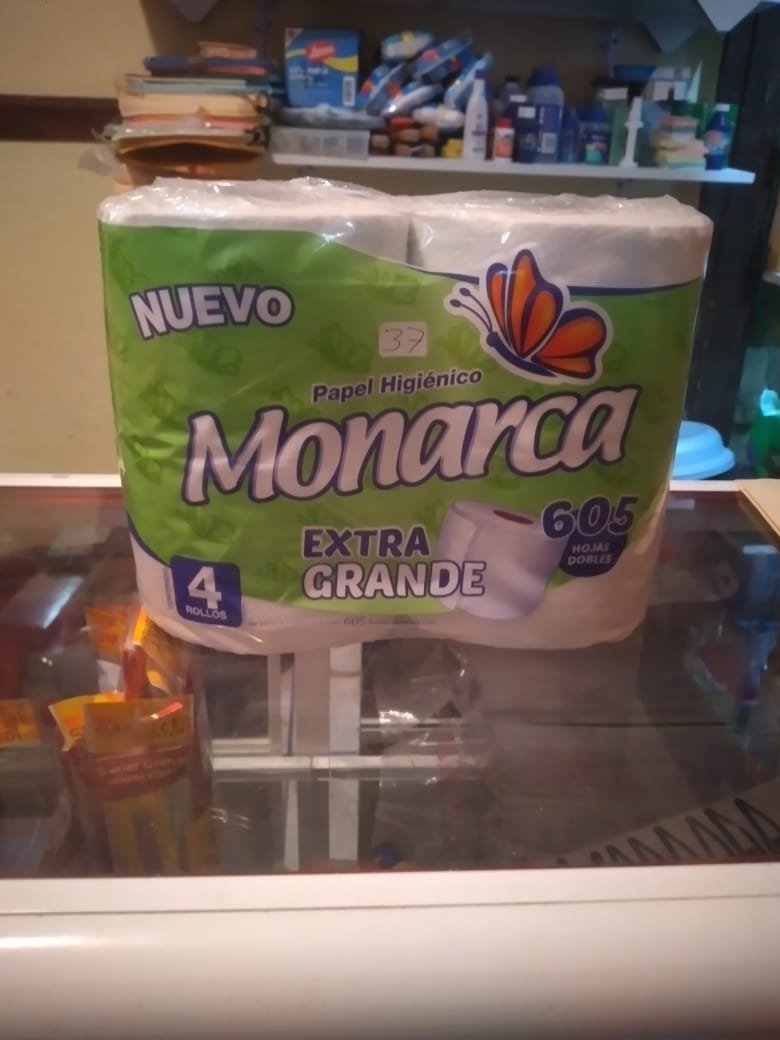 NUEVO
37
Papel Higiénico
Monarca
EXTRA
GRANDE
605
HOJAS
DOBLES
4
ROLLOS